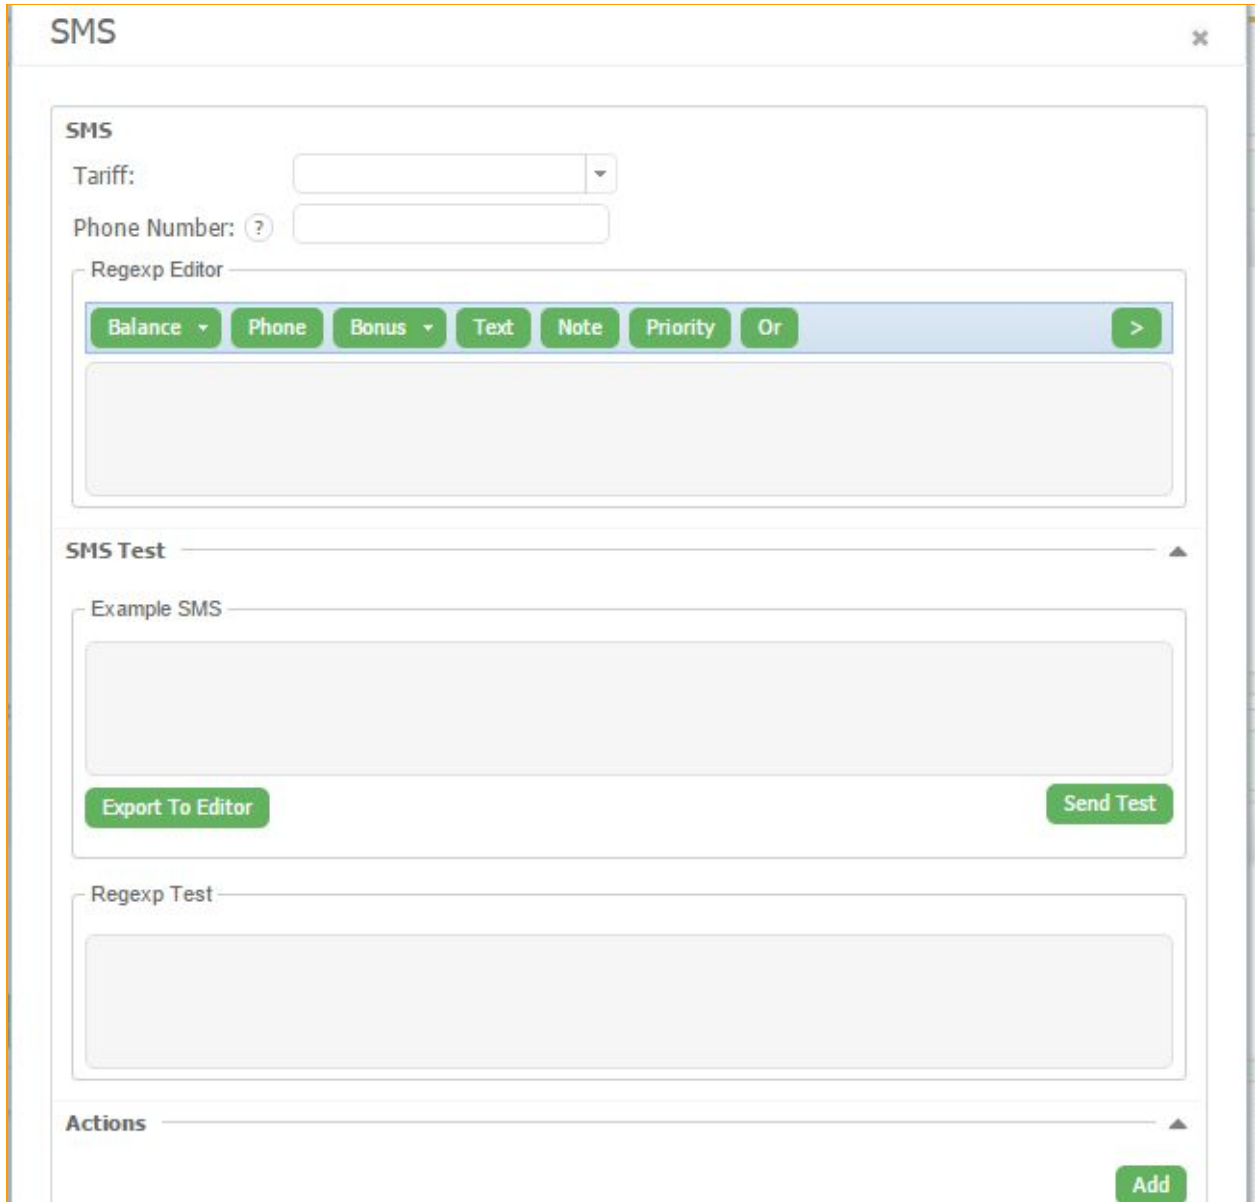 SMS
SMS
Tariff:
Phone Number: ?
Regexp Editor
Balance Phone Bonus Text Note Priority Or >
SMS Test
Example SMS
Export To Editor Send Test
Regexp Test
Actions
Add